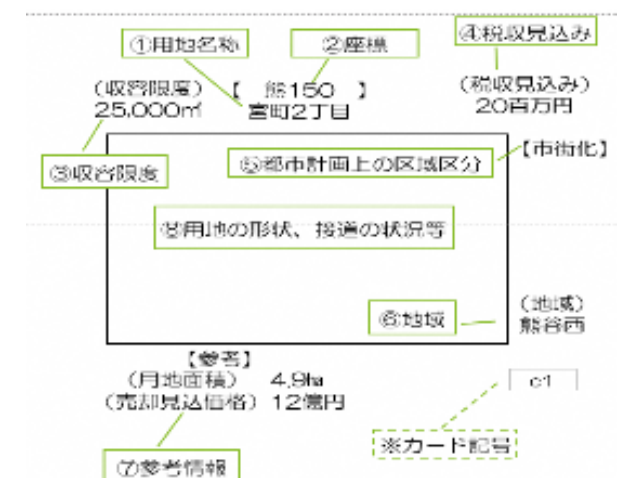 ①用地名称
②座標
④税収見込み
(収容限度)
25,000㎡
【 熊150 】
宮町2丁目
(税収見込み)
20百万円
③収容限度
⑤都市計画上の区域区分
【市街化】
⑧用地の形状、接道の状況等
⑥地域
(地域)
熊谷西
【参考】
(用地面積) 4.9ha
(売却見込価格) 12億円
c1
※カード記号
⑦参考情報